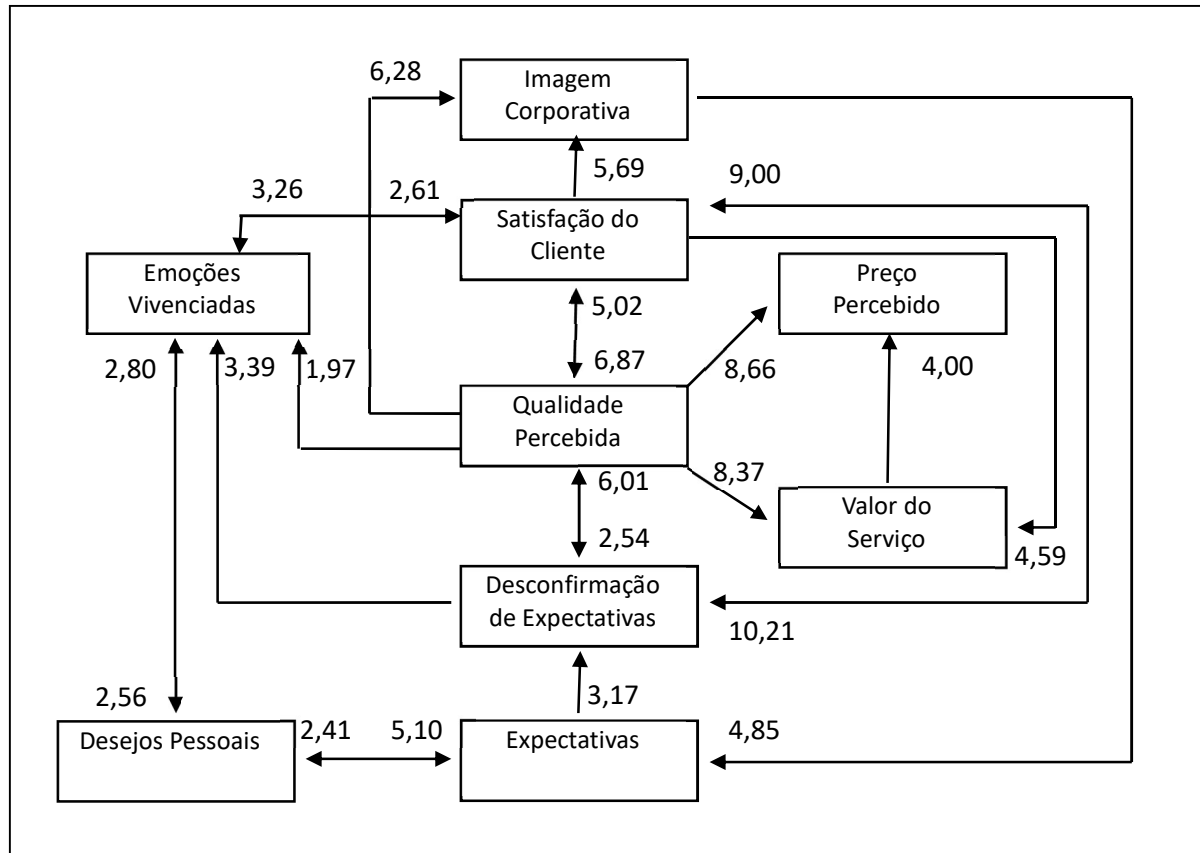 6,28
Imagem
Corporativa
5,69
9,00
3,26
2,61
Satisfação do
Cliente
Emoções
Vivenciadas
Preço
Percebido
5,02
2,80
3,39
1,97
6,87
8,66
4,00
Qualidade
Percebida
6,01
8,37
Valor do
Serviço
2,54
4,59
Desconfirmação
de Expectativas
10,21
2,56
3,17
Desejos Pessoais
2,41
5,10
Expectativas
4,85